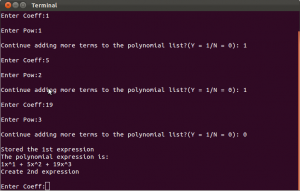 Terminal
Enter Coeff:1
Enter Pow:1
Continue adding more terms to the polynomial list?(Y = 1/N = 0): 1
Enter Coeff:5
Enter Pow:2
Continue adding more terms to the polynomial list?(Y = 1/N = 0): 1
Enter Coeff:19
Enter Pow:3
Continue adding more terms to the polynomial list?(Y = 1/N = 0): 0
Stored the 1st expression
The polynomial expression is:
1x^1 + 5x^2 + 19x^3
Create 2nd expression
Enter Coeff: